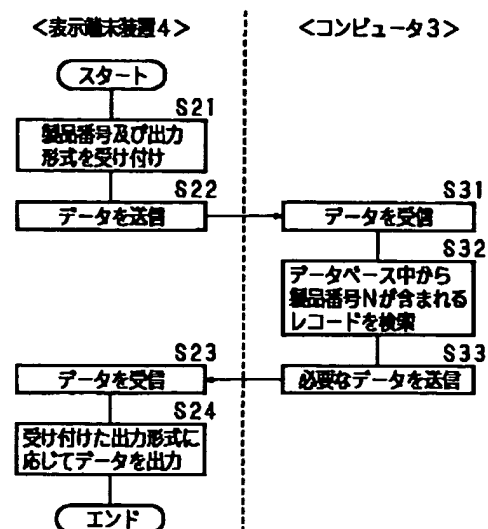 <表示端末装置4>
<コンピュータ3>
スタート
S21
製品番号及び出力
形式を受け付け
S22
データを送信
S31
データを受信
S32
データベース中から
製品番号Nが含まれる
レコードを検索
S33
必要なデータを送信
S23
データを受信
S24
受け付けた出力形式に
応じてデータを出力
エンド